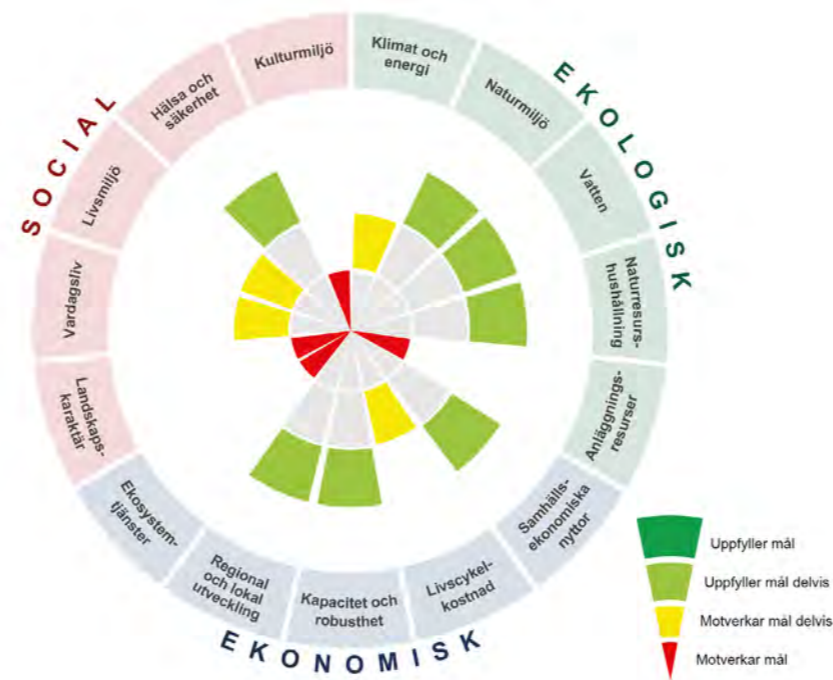 SOCIAL
EKOLOGISK
EKONOMISK
Klimat och
energi
Naturmiljö
Vatten
Naturresurs-
hushållning
Anläggnings-
resurser
Samhälls-
ekonomiska
nyttor
Livscykel-
kostnad
Kapacitet och
robusthet
Regional
och lokal
utveckling
Ekosystem-
tjänster
Landskaps-
karaktär
Vardagsliv
Livsmiljö
Hälsa och
säkerhet
Kulturmiljö
Uppfyller mål
Uppfyller mål delvis
Motverkar mål delvis
Motverkar mål